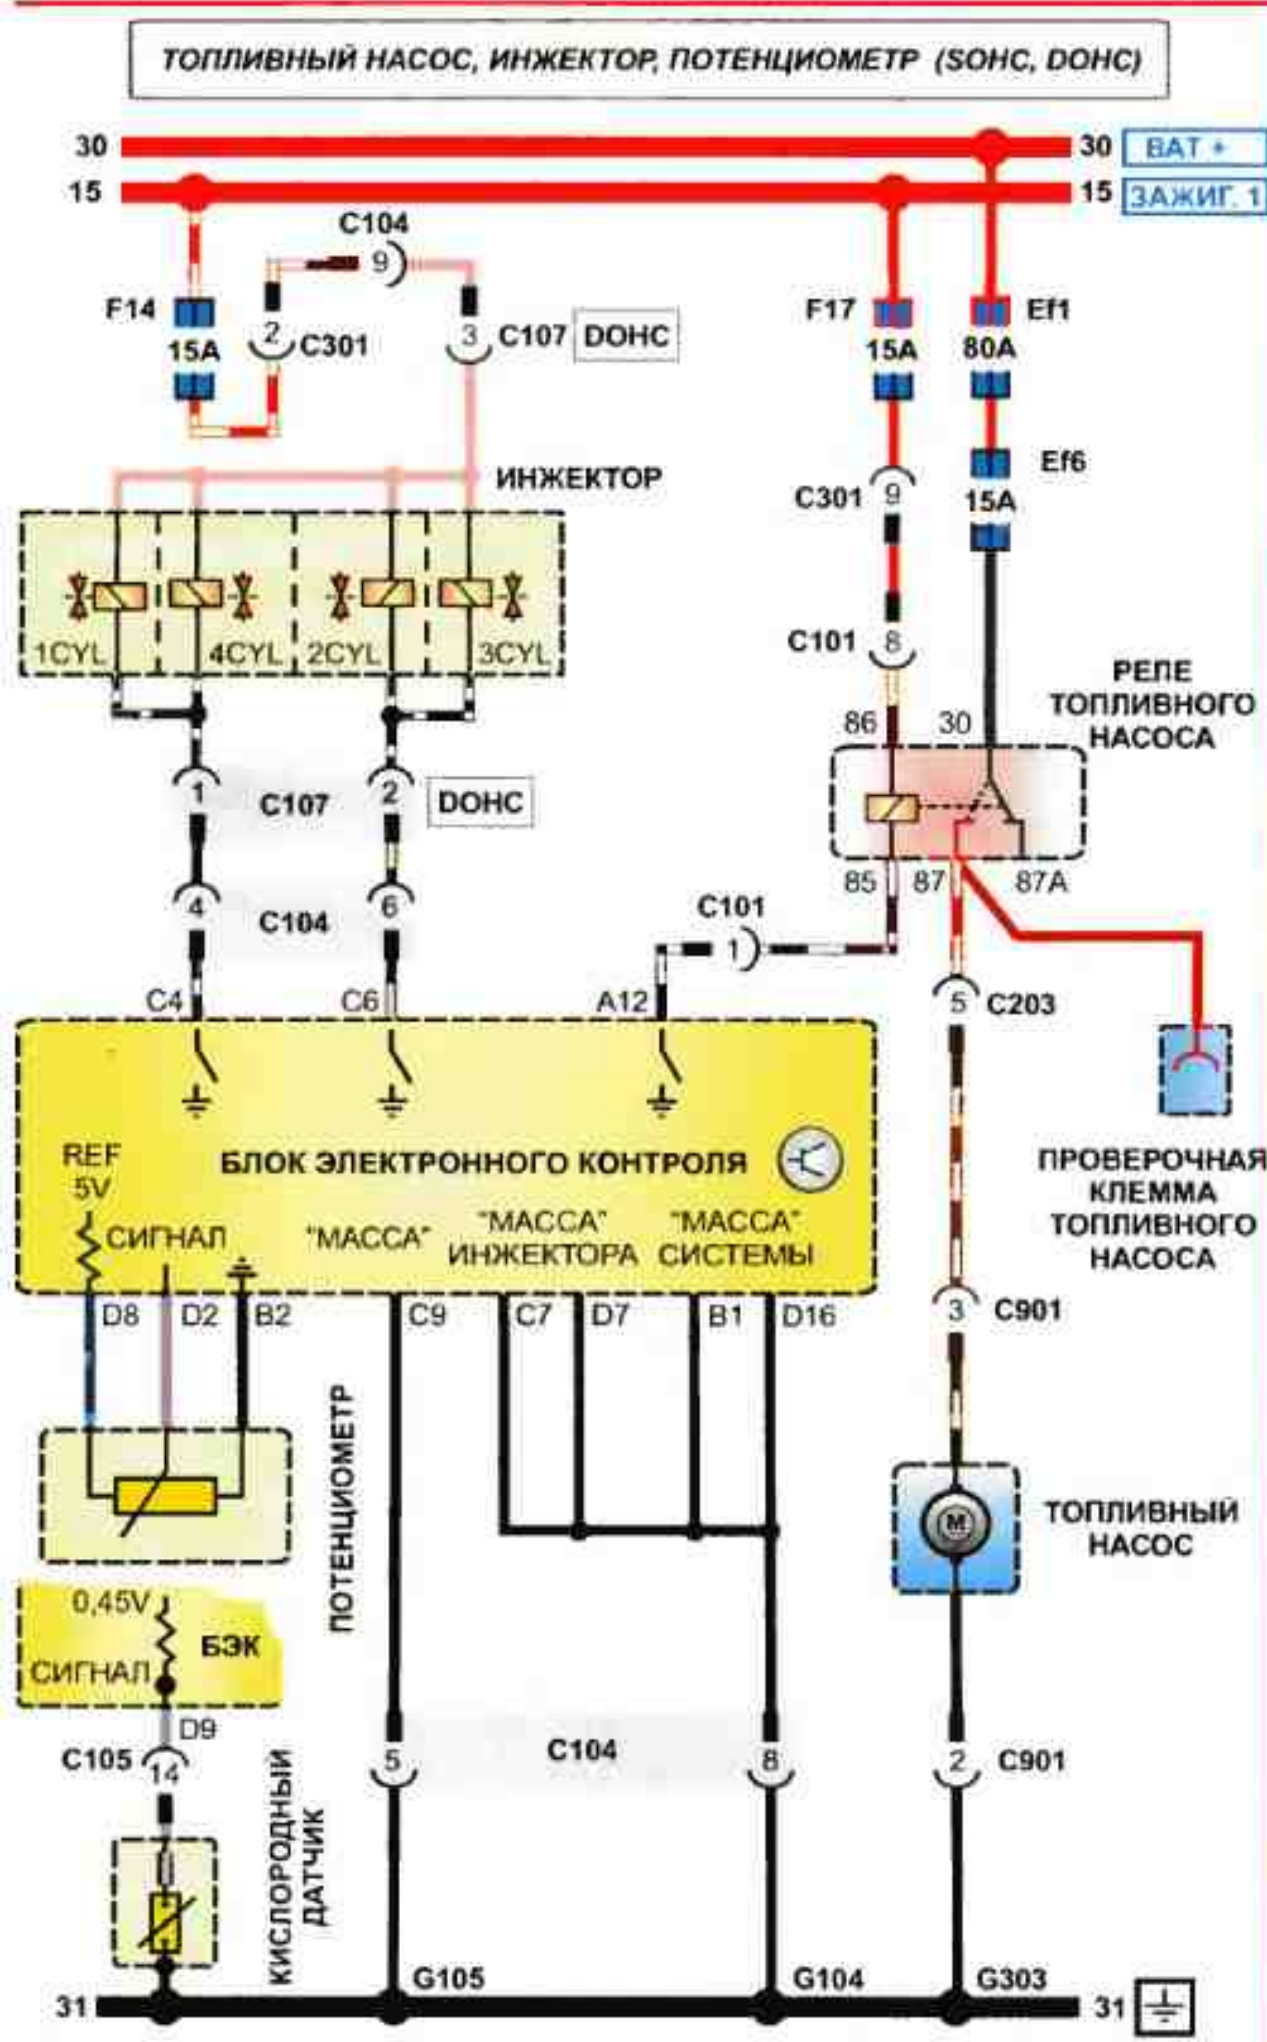 ТОПЛИВНЫЙ НАСОС, ИНЖЕКТОР, ПОТЕНЦИОМЕТР (SOHC, DOHC)
30
30
BAT +
15
15
ЗАЖИГ. 1
C104
9
F14
15A
2
C301
3
C107
DOHC
F17
15A
Ef1
80A
ИНЖЕКТОР
C301
9
Ef6
15A
1CYL
4CYL
2CYL
3CYL
C101
8
РЕЛЕ
ТОПЛИВНОГО
НАСОСА
86
30
1
C107
2
DOHC
85
87
87A
4
C104
6
C101
1
C4
C6
A12
5
C203
REF
5V
БЛОК ЭЛЕКТРОННОГО КОНТРОЛЯ
СИГНАЛ
"МАССА"
"МАССА"
ИНЖЕКТОРА
"МАССА"
СИСТЕМЫ
ПРОВЕРОЧНАЯ
КЛЕММА
ТОПЛИВНОГО
НАСОСА
D8
D2
B2
C9
C7
D7
B1
D16
3
C901
ПОТЕНЦИОМЕТР
M
ТОПЛИВНЫЙ
НАСОС
0,45V
БЭК
СИГНАЛ
D9
C105
14
5
C104
8
2
C901
КИСЛОРОДНЫЙ
ДАТЧИК
G105
G104
G303
31
31